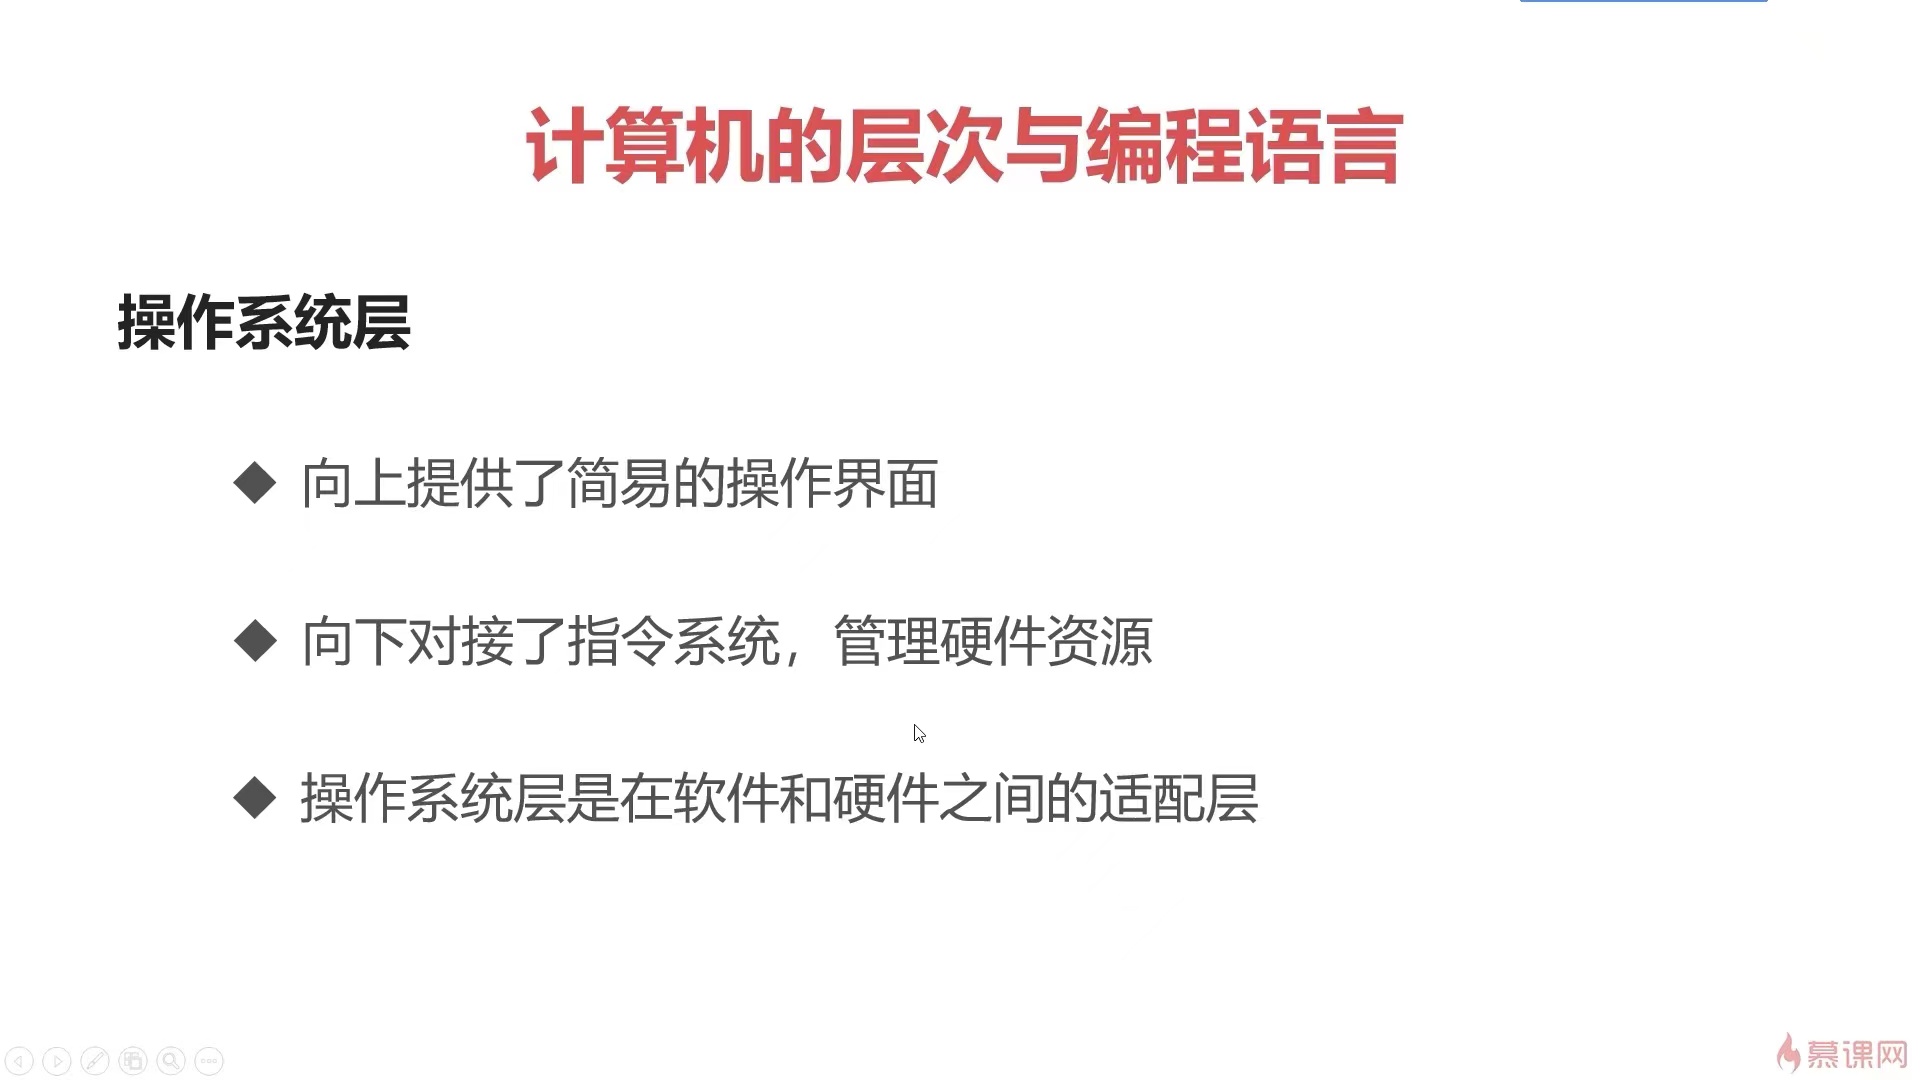 计算机的层次与编程语言
操作系统层
◆ 向上提供了简易的操作界面
◆ 向下对接了指令系统，管理硬件资源
◆ 操作系统层是在软件和硬件之间的适配层
慕课网